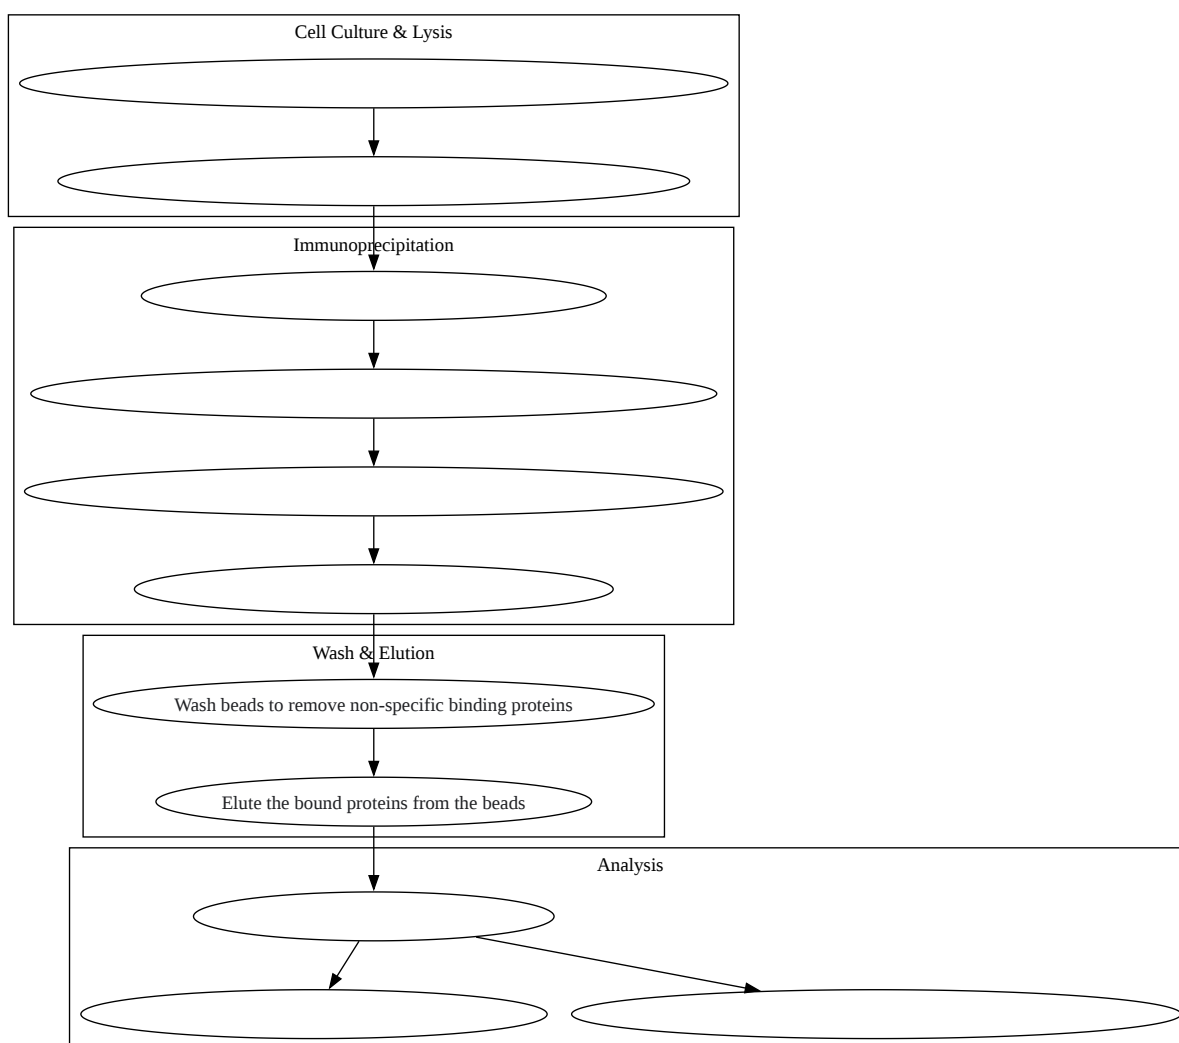 Cell Culture & Lysis
Immunoprecipitation
Wash & Elution
Wash beads to remove non-specific binding proteins
Elute the bound proteins from the beads
Analysis